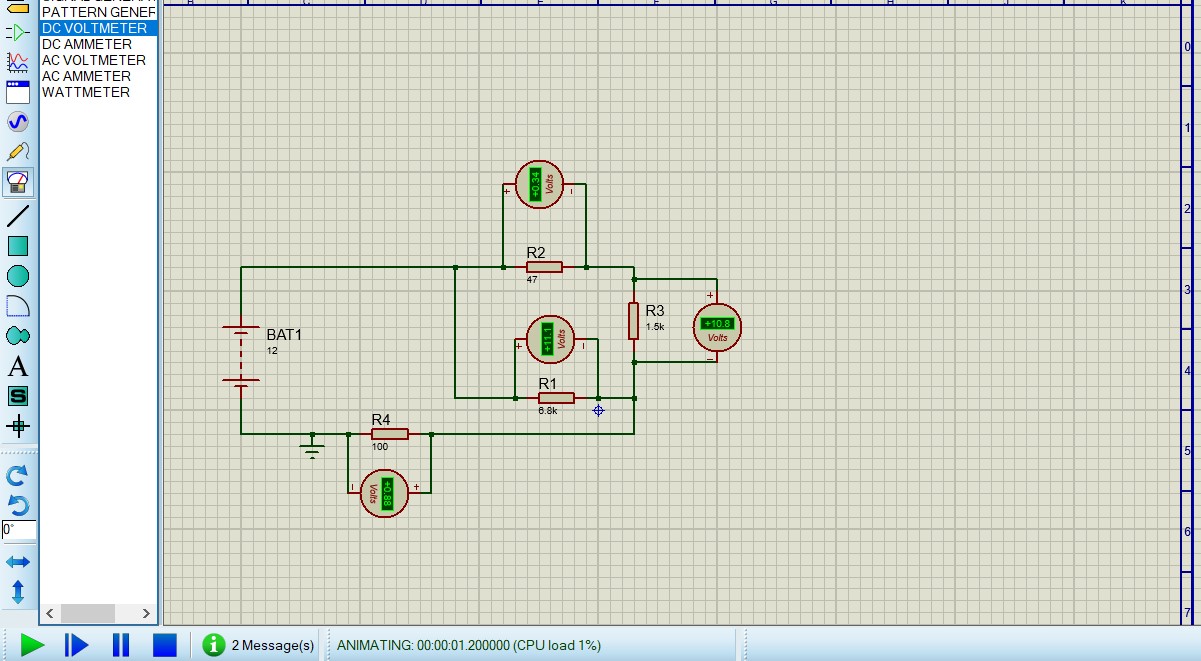 PATTERN GENEF
DC VOLTMETER
DC AMMETER
AC VOLTMETER
AC AMMETER
WATTMETER
A
S
0°
+0.34
Volts
+
R2
47
BAT1
12
+11.1
Volts
+
R1
6.8k
R3
1.5k
+
+10.8
Volts
R4
100
+0.88
Volts
+
0
1
2
3
4
5
6
7
2 Message(s)
ANIMATING: 00:00:01.200000 (CPU load 1%)